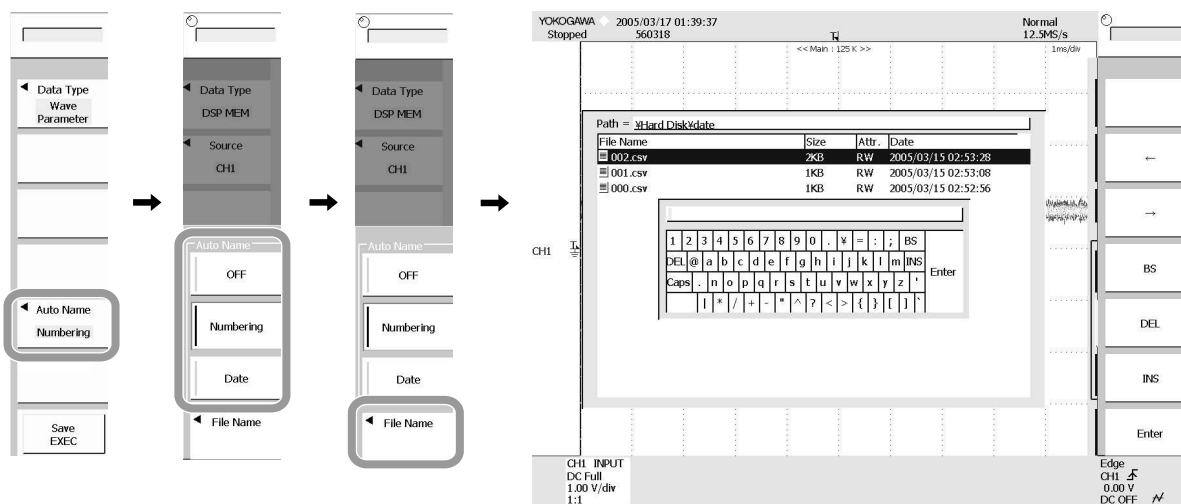 Data Type
Wave
Parameter
Auto Name
Numbering
Save
EXEC
Data Type
DSP MEM
Source
CH1
Auto Name
OFF
Numbering
Date
File Name
Data Type
DSP MEM
Source
CH1
Auto Name
OFF
Numbering
Date
File Name
YOKOGAWA 2005/03/17 01:39:37
Stopped 560318
Normal
12.5MS/s
<< Main : 125 K >>
1ms/div
Path = ¥Hard Disk¥date
File Name Size Attr. Date
002.csv 2KB RW 2005/03/15 02:53:28
001.csv 1KB RW 2005/03/15 02:53:08
000.csv 1KB RW 2005/03/15 02:52:56
1 2 3 4 5 6 7 8 9 0 . ¥ = : ; BS
DEL @ a b c d e f g h i j k l m INS
Enter
Caps . n o p q r s t u v w x y z '
| * / + - " ^ ? < > { } [ ] `
CH1
←
→
BS
DEL
INS
Enter
CH1 INPUT
DC Full
1.00 V/div
1:1
Edge
CH1
0.00 V
DC OFF